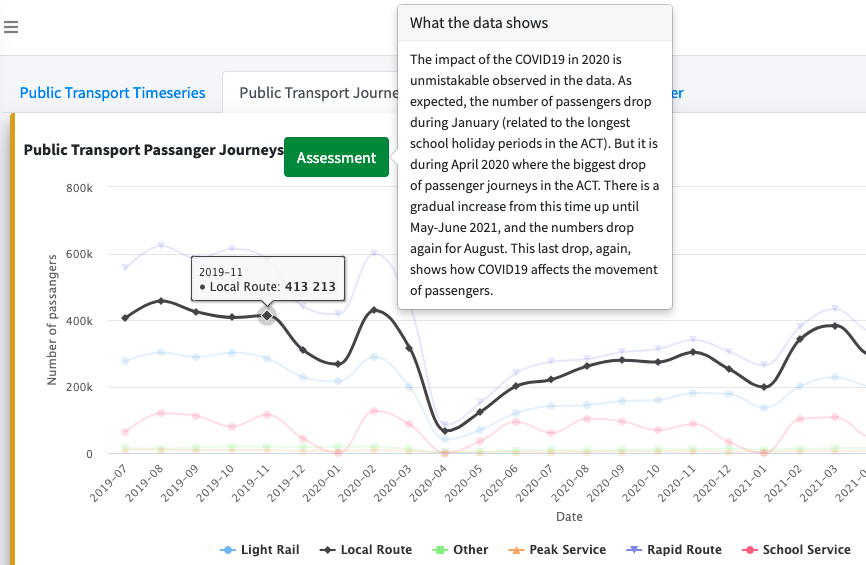 What the data shows
The impact of the COVID19 in 2020 is
unmistakable observed in the data. As
expected, the number of passengers drop
during January (related to the longest
school holiday periods in the ACT). But it is
during April 2020 where the biggest drop
of passenger journeys in the ACT. There is a
gradual increase from this time up until
May-June 2021, and the numbers drop
again for August. This last drop, again,
shows how COVID19 affects the movement
of passengers.
Public Transport Timeseries
Public Transport Journe
er
Public Transport Passanger Journeys
Assessment
800k
600k
400k
200k
0
Number of passangers
2019-11
Local Route: 413 213
2019-07
2019-08
2019-09
2019-10
2019-11
2019-12
2020-01
2020-02
2020-03
2020-04
2020-05
2020-06
2020-07
2020-08
2020-09
2020-10
2020-11
2020-12
2021-01
2021-02
2021-03
2021-0
Date
Light Rail Local Route Other Peak Service Rapid Route School Service